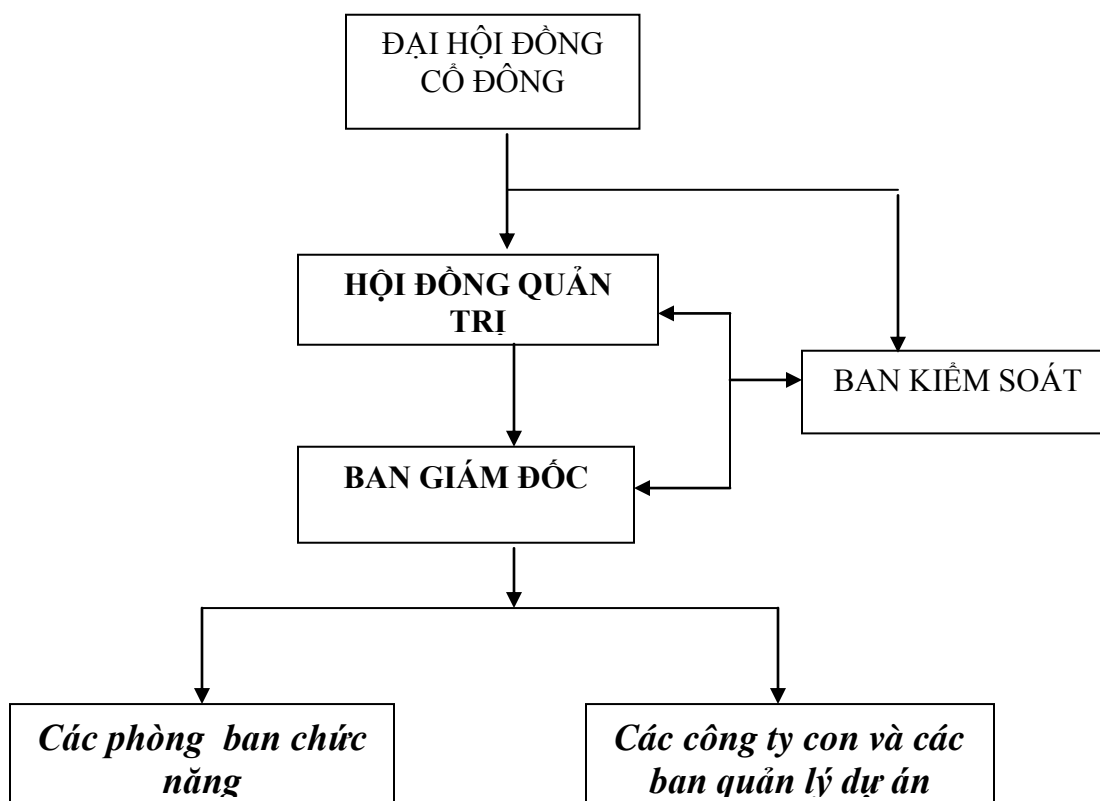 ĐẠI HỘI ĐỒNG
CỔ ĐÔNG
HỘI ĐỒNG QUẢN
TRỊ
BAN KIỂM SOÁT
BAN GIÁM ĐỐC
Các phòng ban chức
năng
Các công ty con và các
ban quản lý dự án